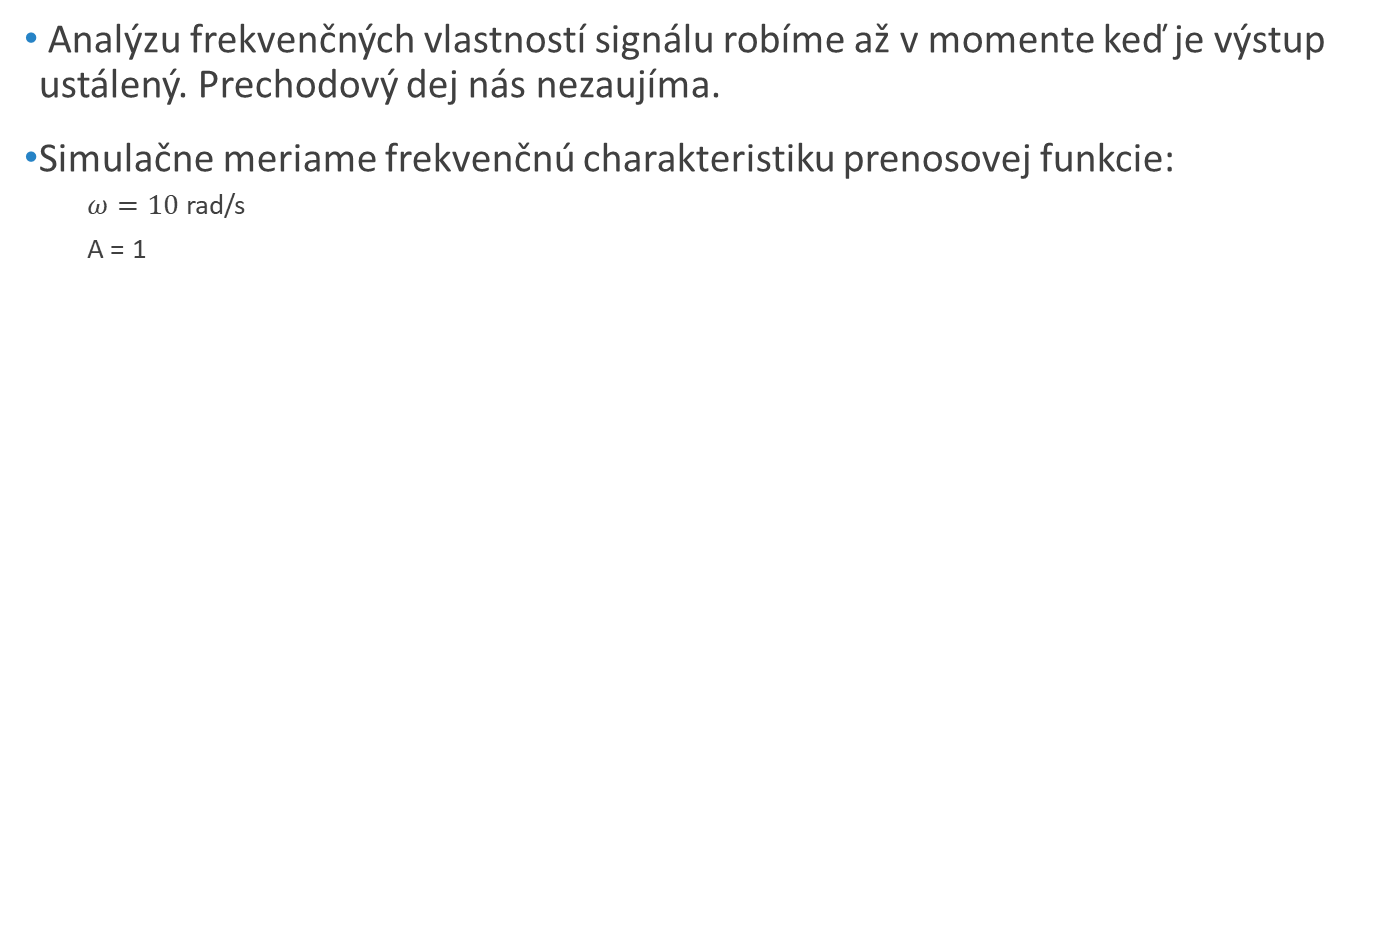 • Analýzu frekvenčných vlastností signálu robíme až v momente keď je výstup
ustálený. Prechodový dej nás nezaujíma.
•Simulačne meriame frekvenčnú charakteristiku prenosovej funkcie:
𝜔 = 10 rad/s
A = 1